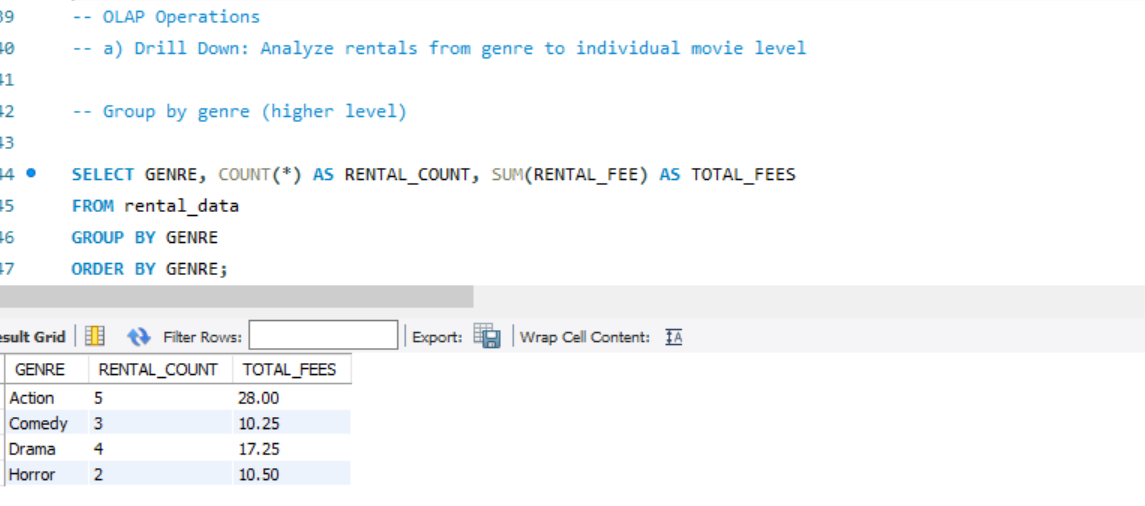 39 -- OLAP Operations
40 -- a) Drill Down: Analyze rentals from genre to individual movie level
41
42 -- Group by genre (higher level)
43
44 SELECT GENRE, COUNT(*) AS RENTAL_COUNT, SUM(RENTAL_FEE) AS TOTAL_FEES
45 FROM rental_data
46 GROUP BY GENRE
47 ORDER BY GENRE;
esult Grid Filter Rows: Export: Wrap Cell Content: IA
GENRE RENTAL_COUNT TOTAL_FEES
Action 5 28.00
Comedy 3 10.25
Drama 4 17.25
Horror 2 10.50